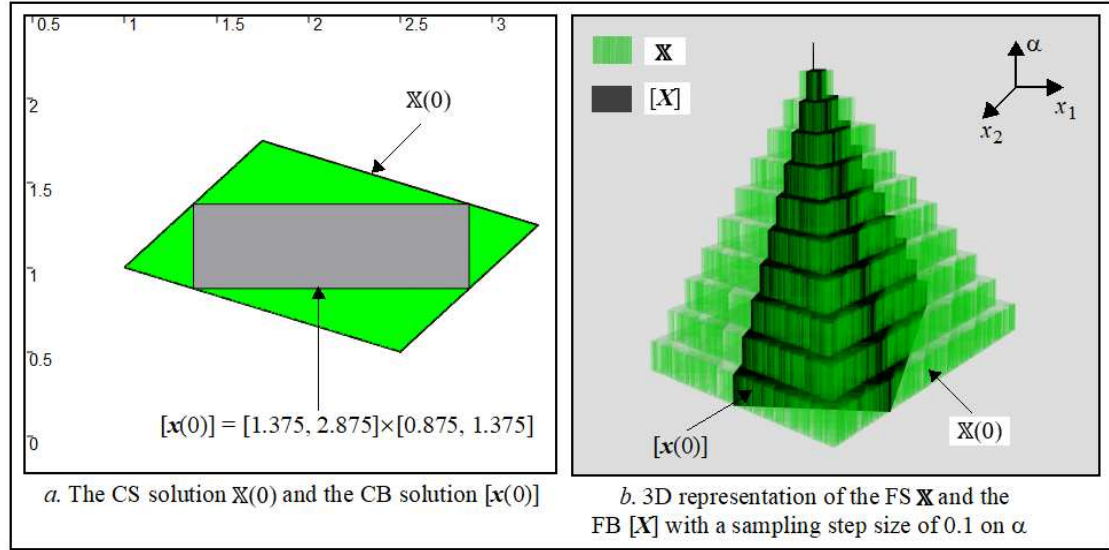 0.5 1 1.5 2 2.5 3
2
1.5
1
0.5
0
𝕏(0)
[x(0)] = [1.375, 2.875]×[0.875, 1.375]
a. The CS solution 𝕏(0) and the CB solution [x(0)]
𝕏
[X]
α
x1
x2
[x(0)]
𝕏(0)
b. 3D representation of the FS 𝕏 and the
FB [X] with a sampling step size of 0.1 on α